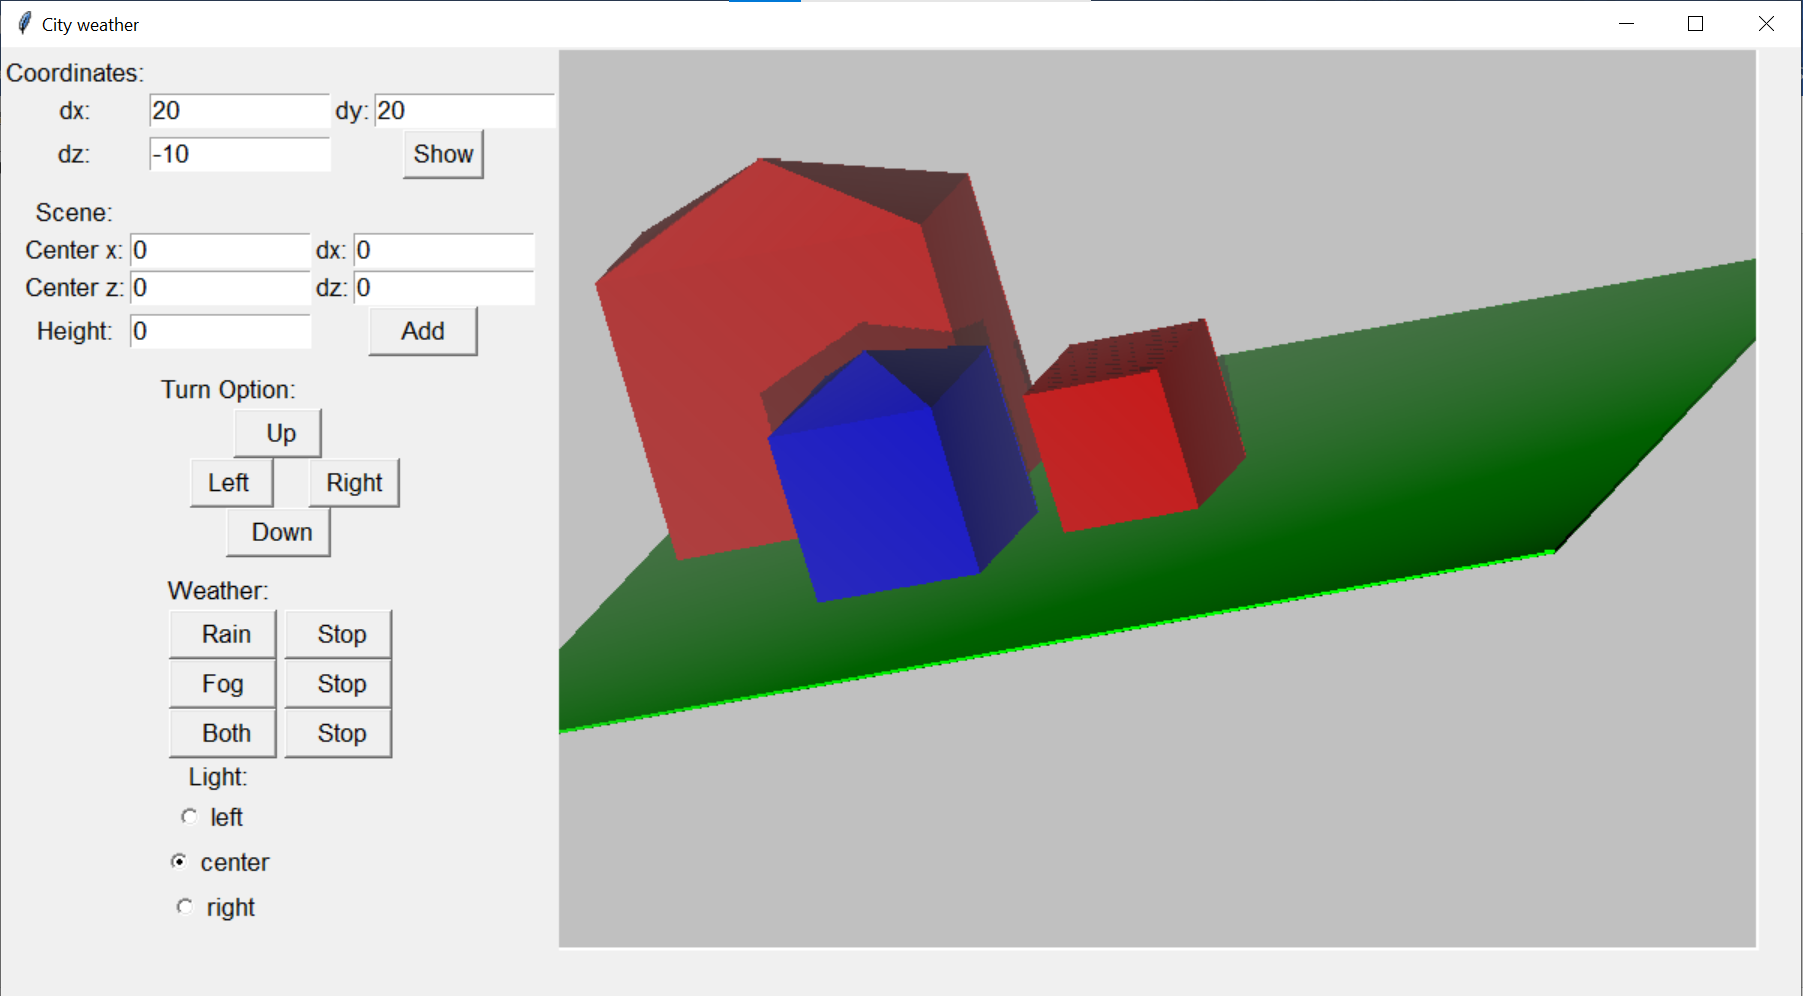 City weather
Coordinates:
dx: 20 dy: 20
dz: -10 Show
Scene:
Center x: 0 dx: 0
Center z: 0 dz: 0
Height: 0 Add
Turn Option:
Up
Left Right
Down
Weather:
Rain Stop
Fog Stop
Both Stop
Light:
left
center
right